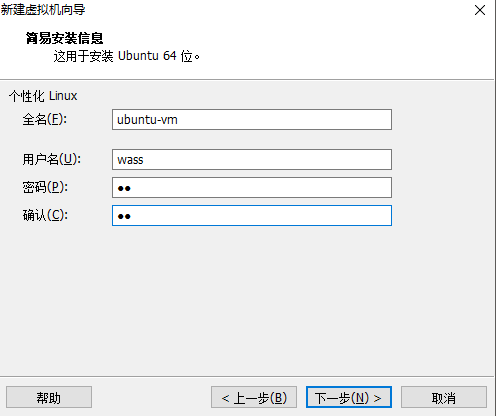 新建虚拟机向导
简易安装信息
这用于安装 Ubuntu 64 位。
个性化 Linux
全名(F): ubuntu-vm
用户名(U): wass
密码(P): ●●
确认(C): ●●
帮助 < 上一步(B) 下一步(N) > 取消